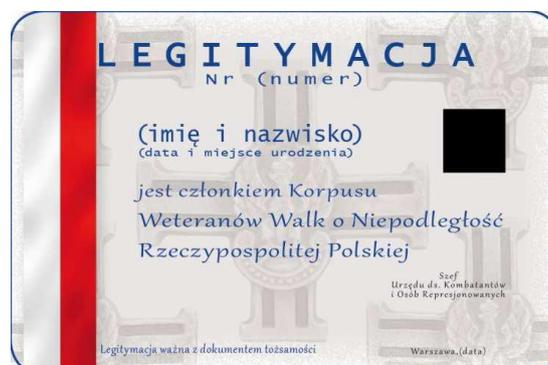 LEGITYMACJA
Nr (numer)
(imię i nazwisko)
(data i miejsce urodzenia)
jest członkiem Korpusu
Weteranów Walk o Niepodległość
Rzeczypospolitej Polskiej
Szef
Urzędu ds. Kombatantów
i Osób Represjonowanych
Legitymacja ważna z dokumentem tożsamości
Warszawa,(data)